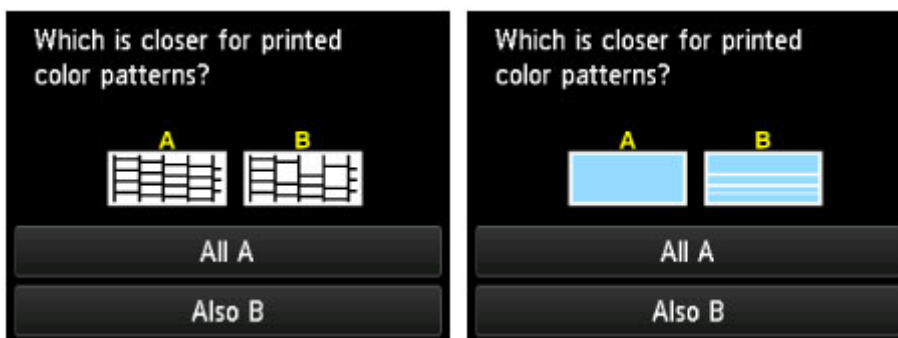 Which is closer for printed
color patterns?
A B
All A
Also B
Which is closer for printed
color patterns?
A B
All A
Also B